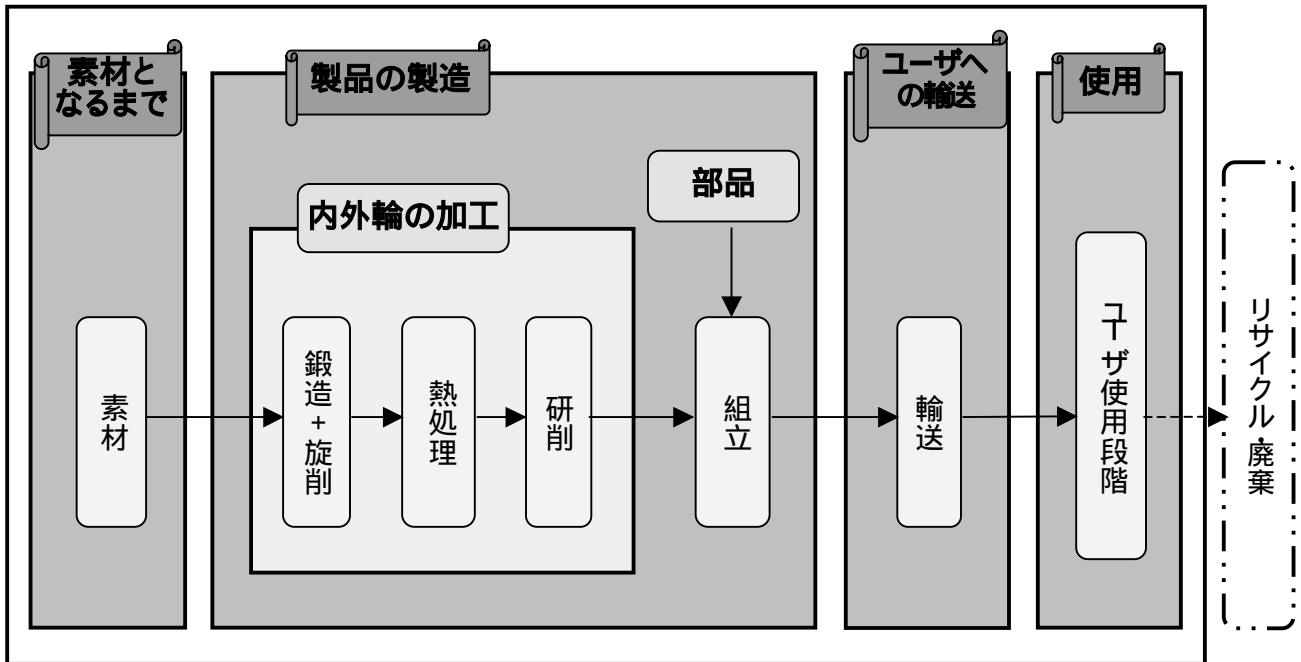 素材と
なるまで
製品の製造
ユーザへ
の輸送
使用
部品
内外輪の加工
素材
鍛造+旋削
熱処理
研削
組立
輸送
ユーザ使用段階
リサイクル・廃棄